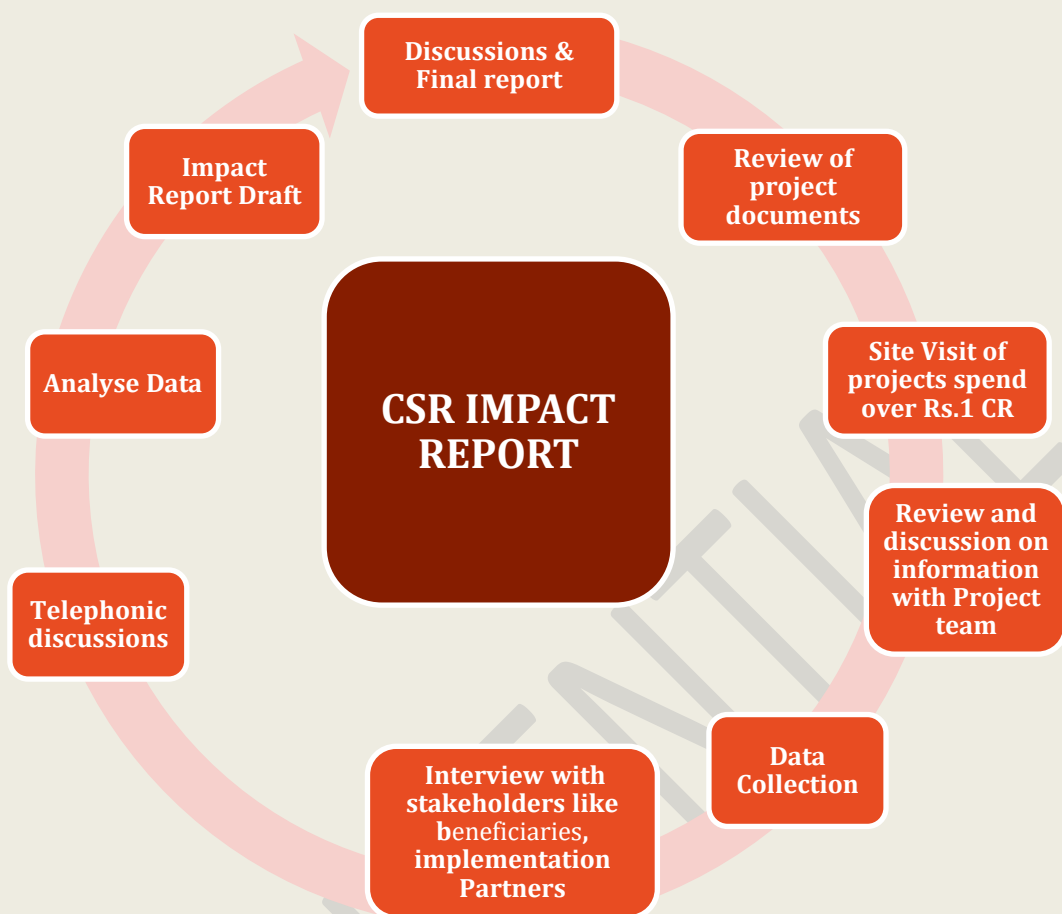 Discussions &
Final report
Review of
project
documents
Site Visit of
projects spend
over Rs.1 CR
Review and
discussion on
information
with Project
team
Data
Collection
Interview with
stakeholders like
beneficiaries,
implementation
Partners
Telephonic
discussions
Analyse Data
Impact
Report Draft
CSR IMPACT
REPORT